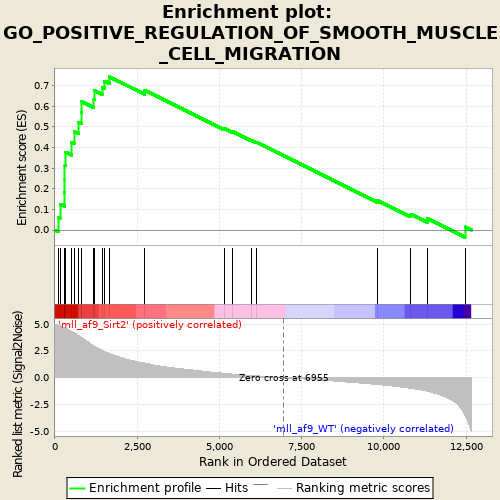 Enrichment plot:
GO_POSITIVE_REGULATION_OF_SMOOTH_MUSCLE
_CELL_MIGRATION
Enrichment score (ES)
0.7
0.6
0.5
0.4
0.3
0.2
0.1
0.0
Ranked list metric (Signal2Noise)
5.0
2.5
0.0
-2.5
-5.0
'mll_af9_Sirt2' (positively correlated)
Zero cross at 6955
'mll_af9_WT' (negatively correlated)
0
2,500
5,000
7,500
10,000
12,500
Rank in Ordered Dataset
Enrichment profile
Hits
Ranking metric scores